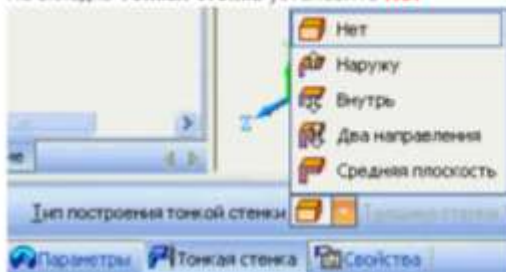 Нет
Наружу
Внутрь
Два направления
Средняя плоскость
Тип построения тонкой стенки
Параметры Тонкая стенка Свойства